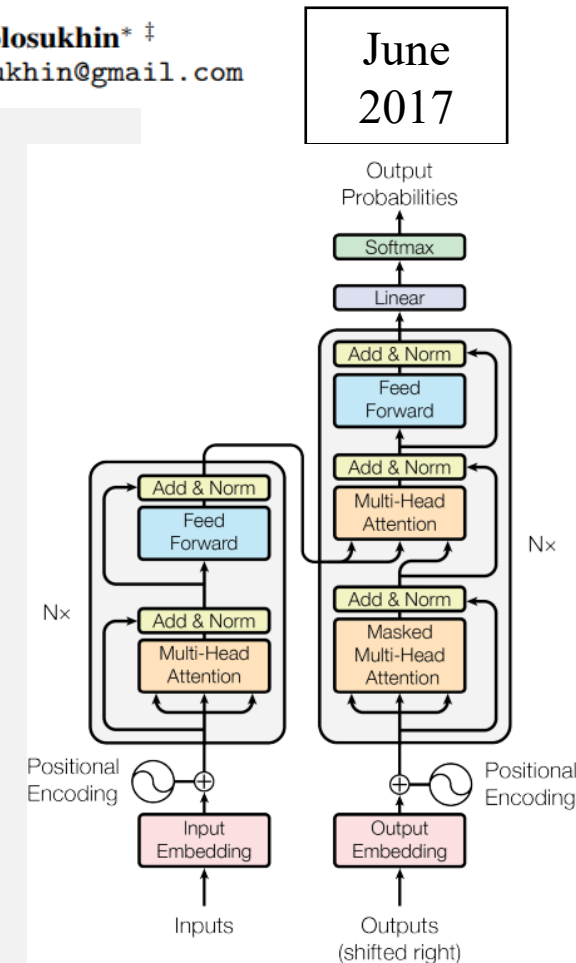 olosukhin* ‡
ukhin@gmail.com
June
2017
Output
Probabilities
Softmax
Linear
Add & Norm
Feed
Forward
Add & Norm
Multi-Head
Attention
Nx
Add & Norm
Masked
Multi-Head
Attention
Add & Norm
Feed
Forward
Nx
Add & Norm
Multi-Head
Attention
Positional
Encoding
Positional
Encoding
Input
Embedding
Output
Embedding
Inputs
Outputs
(shifted right)